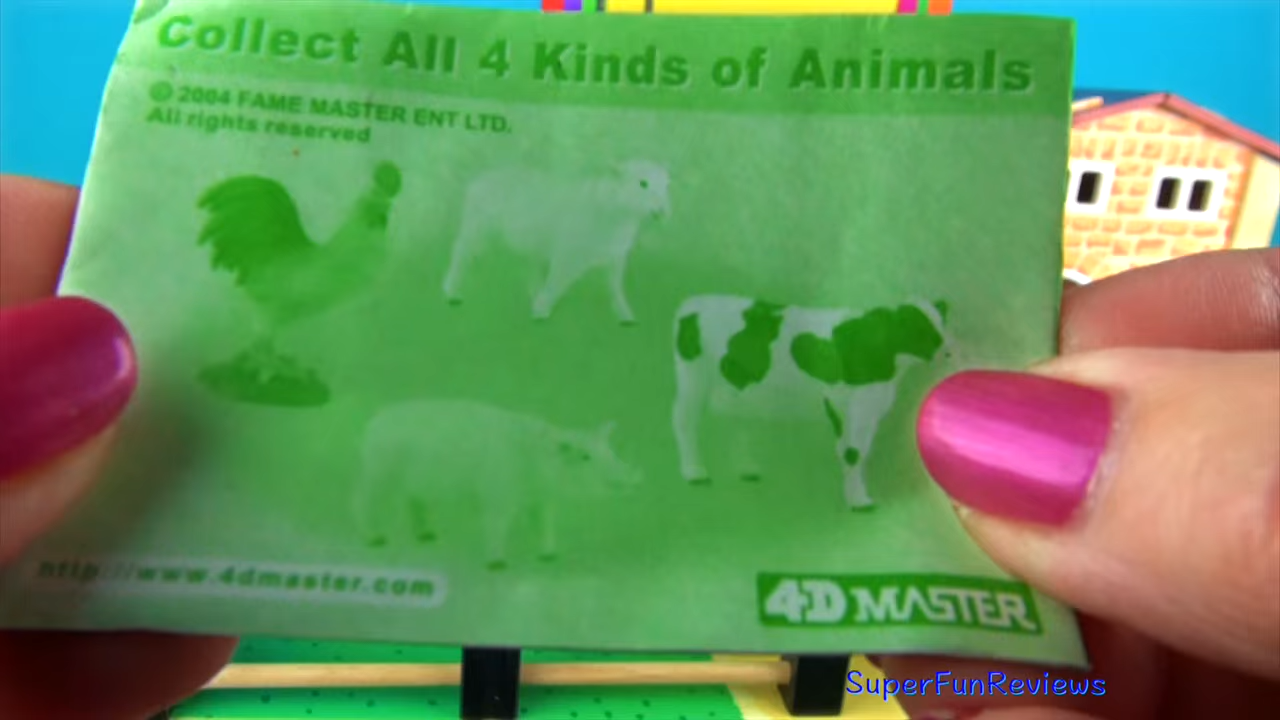 Collect All 4 Kinds of Animals
© 2004 FAME MASTER ENT LTD.
All rights reserved
http://www.4dmaster.com
4D MASTER
SuperFunReviews